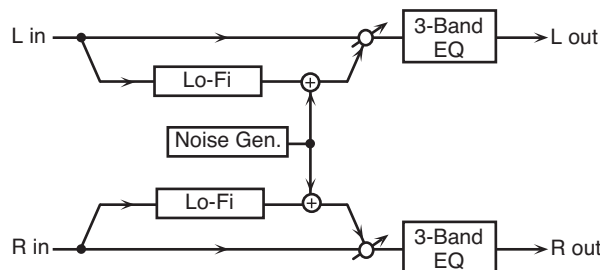 L in
3-Band
EQ
L out
Lo-Fi
+
Noise Gen.
Lo-Fi
+
R in
3-Band
EQ
R out